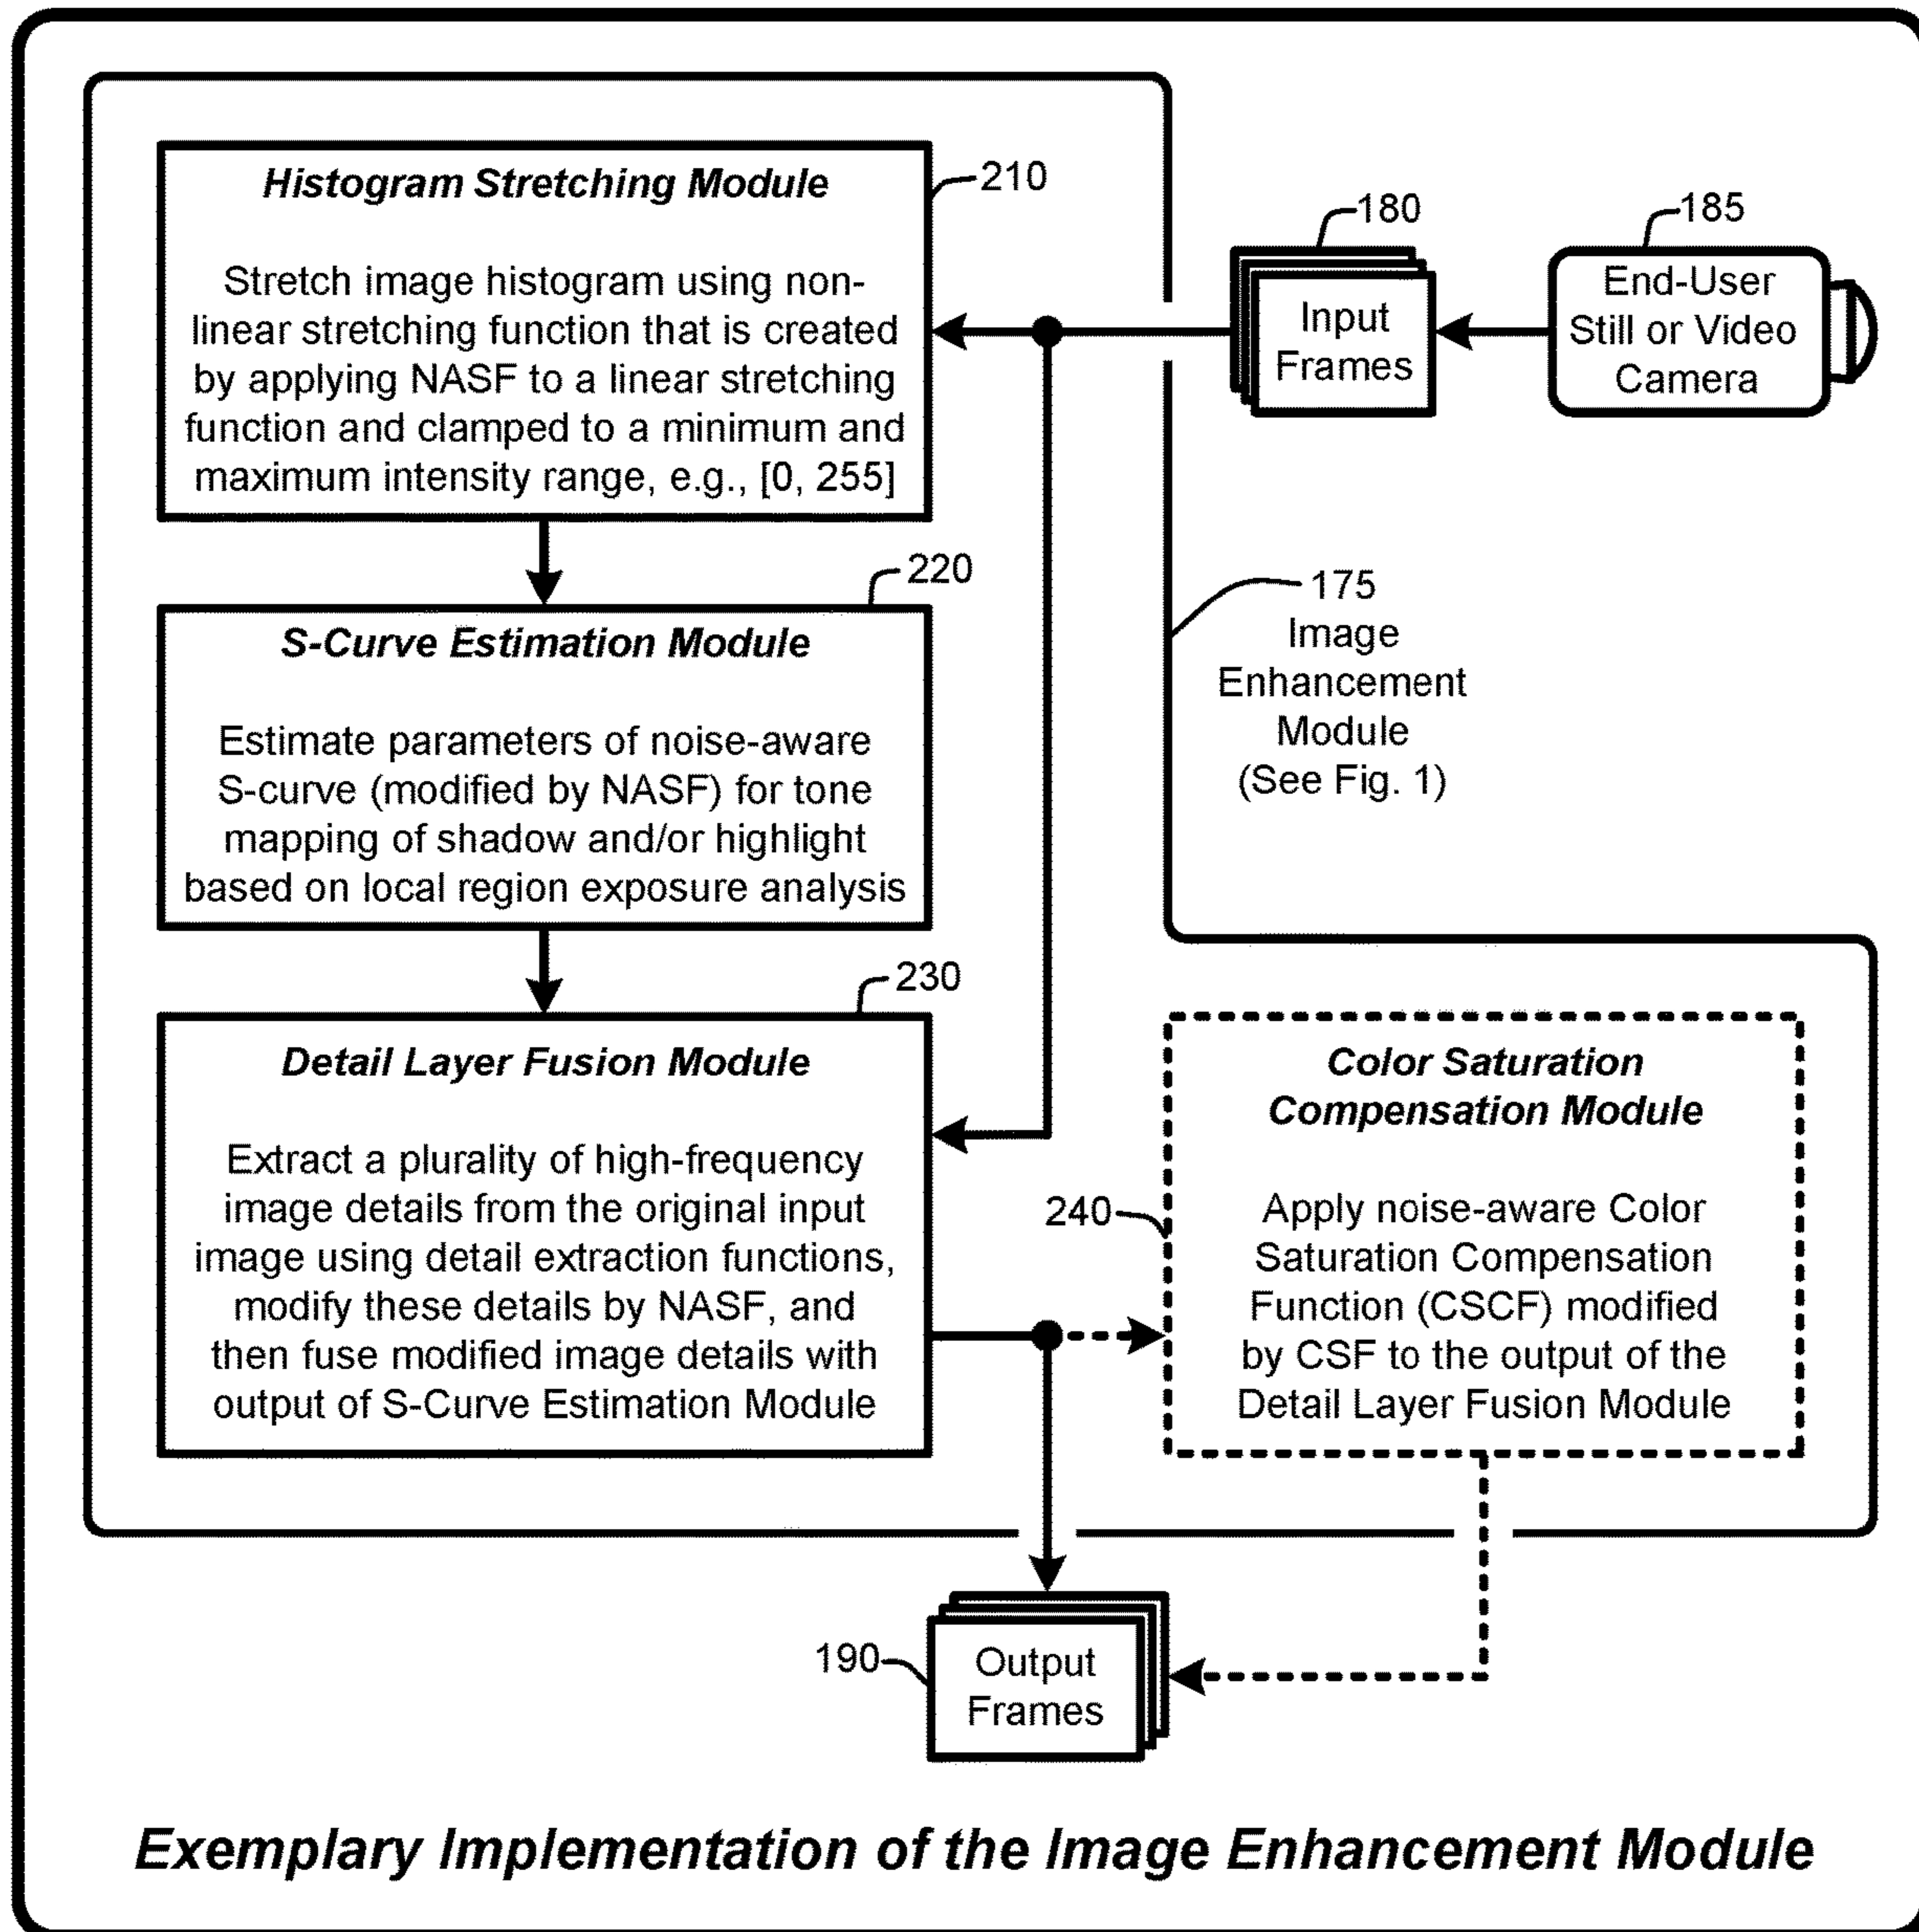 Histogram Stretching Module
Stretch image histogram using non-
linear stretching function that is created
by applying NASF to a linear stretching
function and clamped to a minimum and
maximum intensity range, e.g., [0, 255]
210
180
Input
Frames
185
End-User
Still or Video
Camera
220
S-Curve Estimation Module
Estimate parameters of noise-aware
S-curve (modified by NASF) for tone
mapping of shadow and/or highlight
based on local region exposure analysis
175
Image
Enhancement
Module
(See Fig. 1)
230
Detail Layer Fusion Module
Extract a plurality of high-frequency
image details from the original input
image using detail extraction functions,
modify these details by NASF, and
then fuse modified image details with
output of S-Curve Estimation Module
240
Color Saturation
Compensation Module
Apply noise-aware Color
Saturation Compensation
Function (CSCF) modified
by CSF to the output of the
Detail Layer Fusion Module
190
Output
Frames
Exemplary Implementation of the Image Enhancement Module